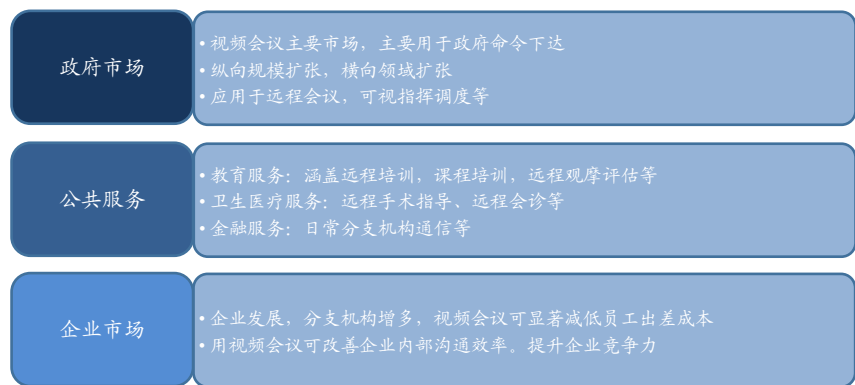 政府市场
• 视频会议主要市场，主要用于政府命令下达
• 纵向规模扩张，横向领域扩张
• 应用于远程会议，可视指挥调度等
公共服务
• 教育服务：涵盖远程培训，课程培训，远程观摩评估等
• 卫生医疗服务：远程手术指导、远程会诊等
• 金融服务：日常分支机构通信等
企业市场
• 企业发展，分支机构增多，视频会议可显著减低员工出差成本
• 用视频会议可改善企业内部沟通效率。提升企业竞争力